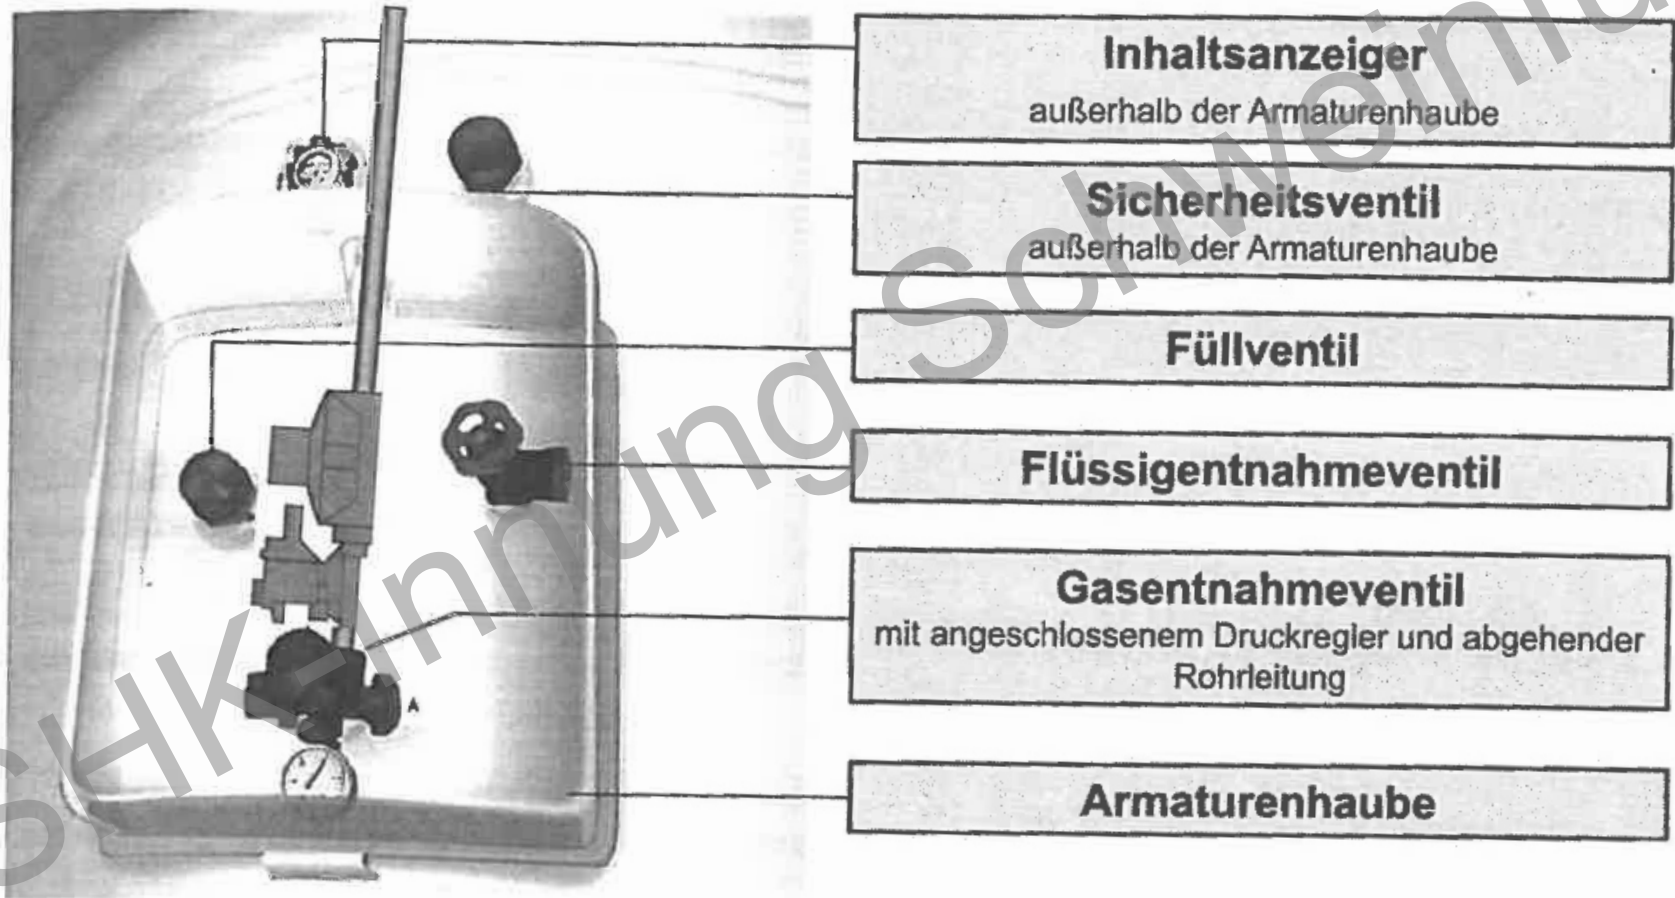 Inhaltsanzeiger
außerhalb der Armaturenhaube
Sicherheitsventil
außerhalb der Armaturenhaube
Füllventil
Flüssigentnahmeventil
Gasentnahmeventil
mit angeschlossenem Druckregler und abgehender
Rohrleitung
A
Armaturenhaube
SHK-Innung Schweinfu